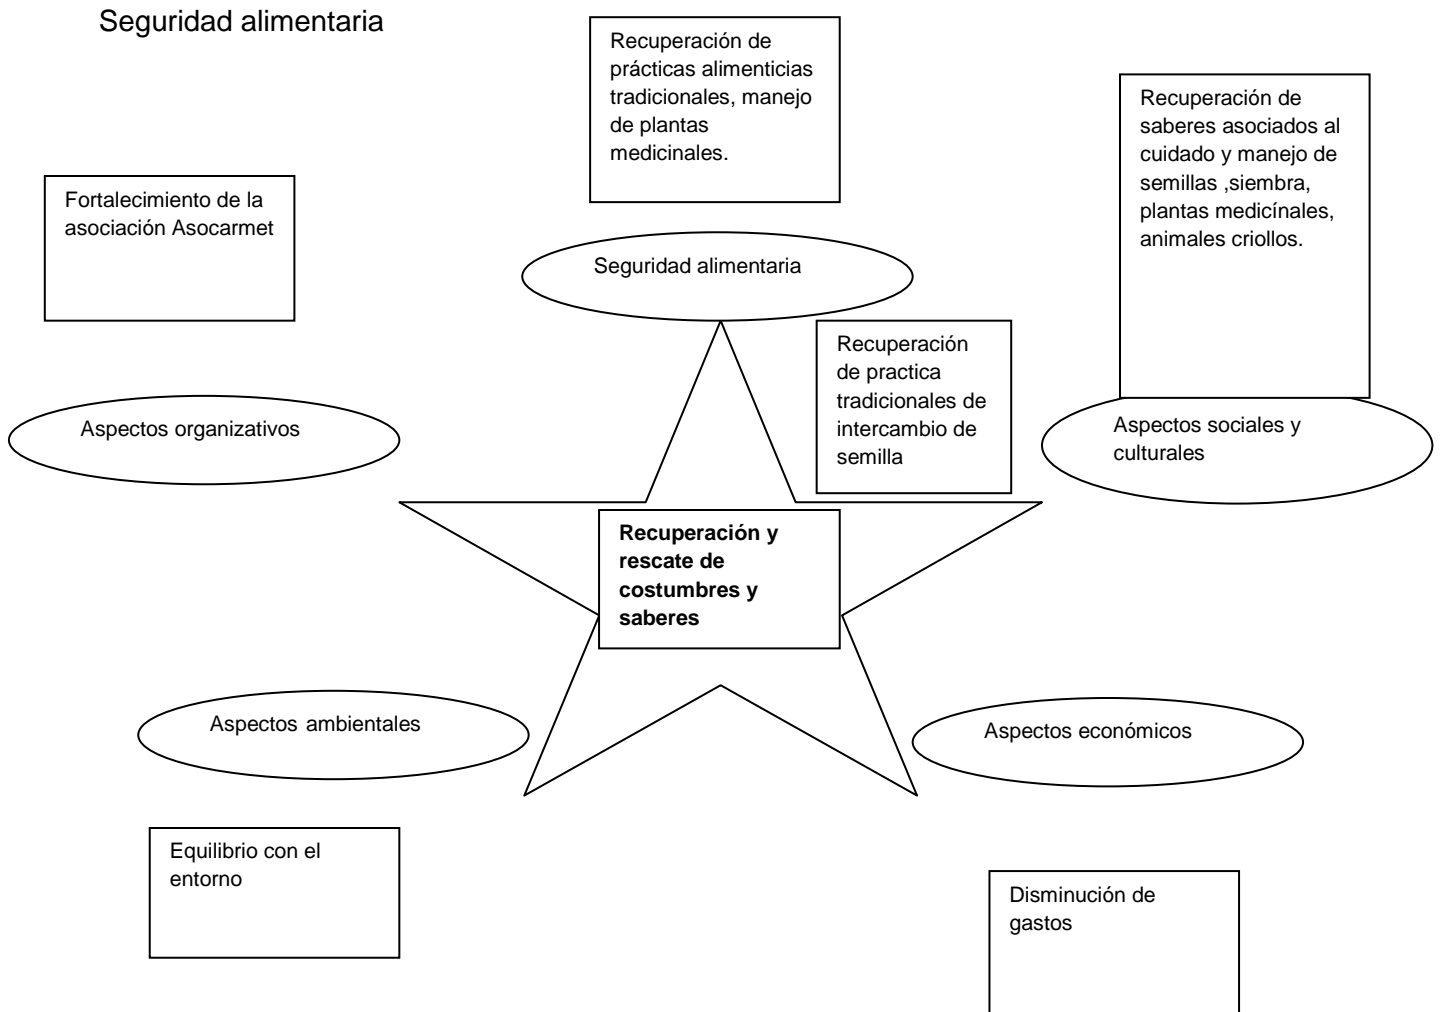 Seguridad alimentaria
Recuperación de
prácticas alimenticias
tradicionales, manejo
de plantas
medicinales.
Recuperación de
saberes asociados al
cuidado y manejo de
semillas ,siembra,
plantas medicínales,
animales criollos.
Fortalecimiento de la
asociación Asocarmet
Seguridad alimentaria
Recuperación
de practica
tradicionales de
intercambio de
semilla
Aspectos organizativos
Aspectos sociales y
culturales
Recuperación y
rescate de
costumbres y
saberes
Aspectos ambientales
Aspectos económicos
Equilibrio con el
entorno
Disminución de
gastos